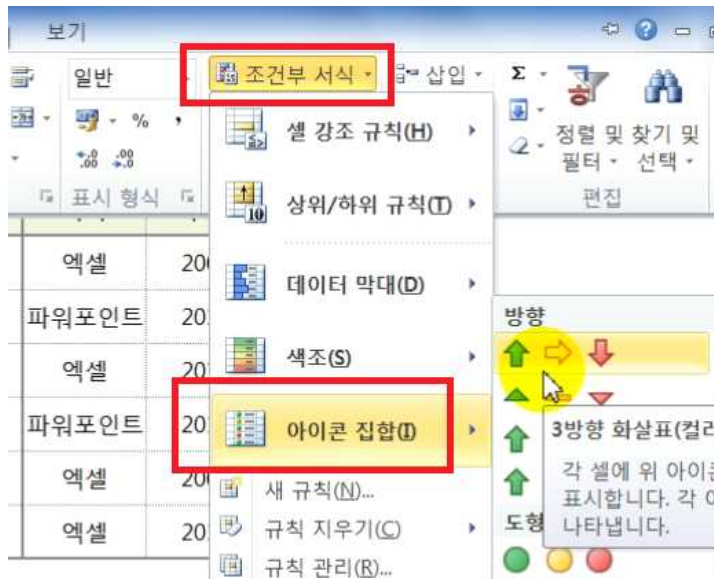 보기
일반
조건부 서식
삽입
Σ
%
,
정렬 및 찾기 및
필터 선택
표시 형식
편집
셀 강조 규칙(H)
상위/하위 규칙(T)
데이터 막대(D)
색조(S)
아이콘 집합(I)
새 규칙(N)...
규칙 지우기(C)
규칙 관리(R)...
엑셀
파워포인트
엑셀
파워포인트
엑셀
엑셀
방향
3방향 화살표(컬러
각 셀에 위
표시합니다. 각
나타냅니다.
도형